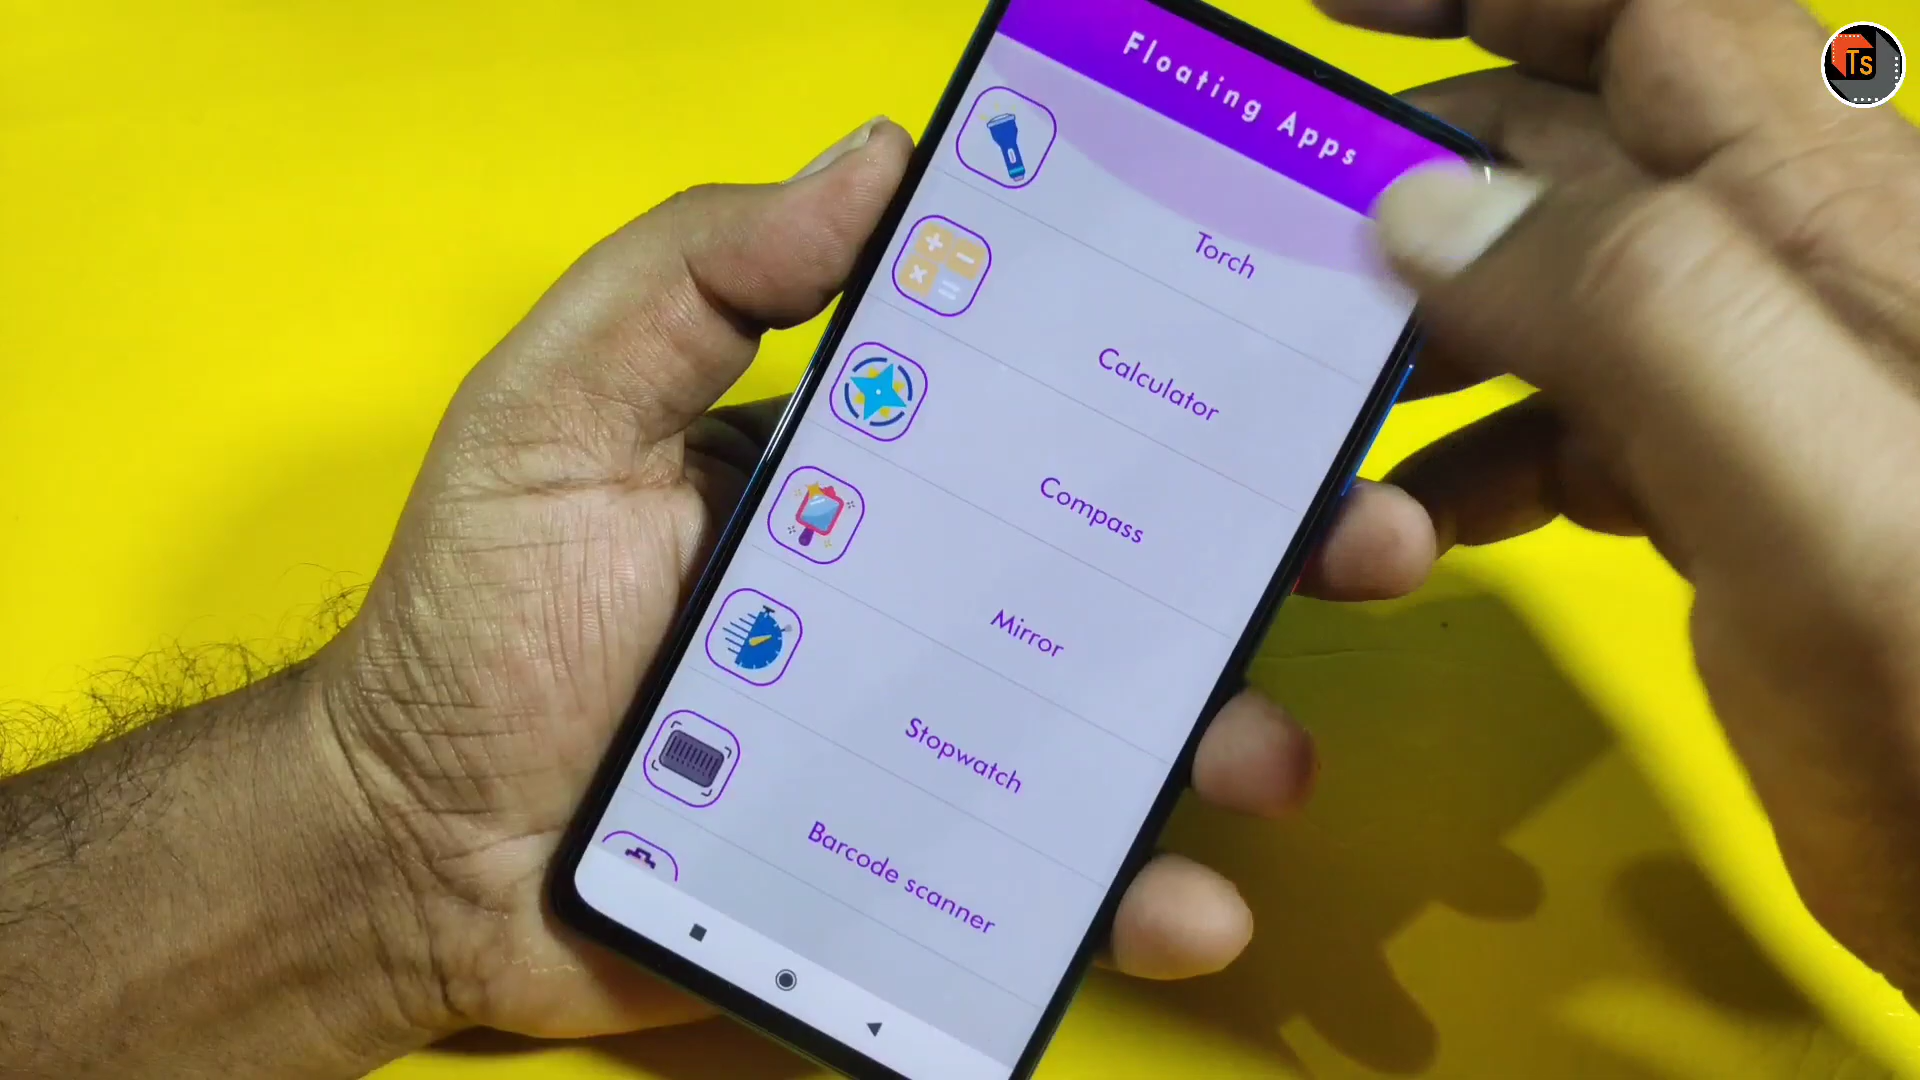 Ts
Floating Apps
Torch
Calculator
Compass
Mirror
Stopwatch
Barcode scanner